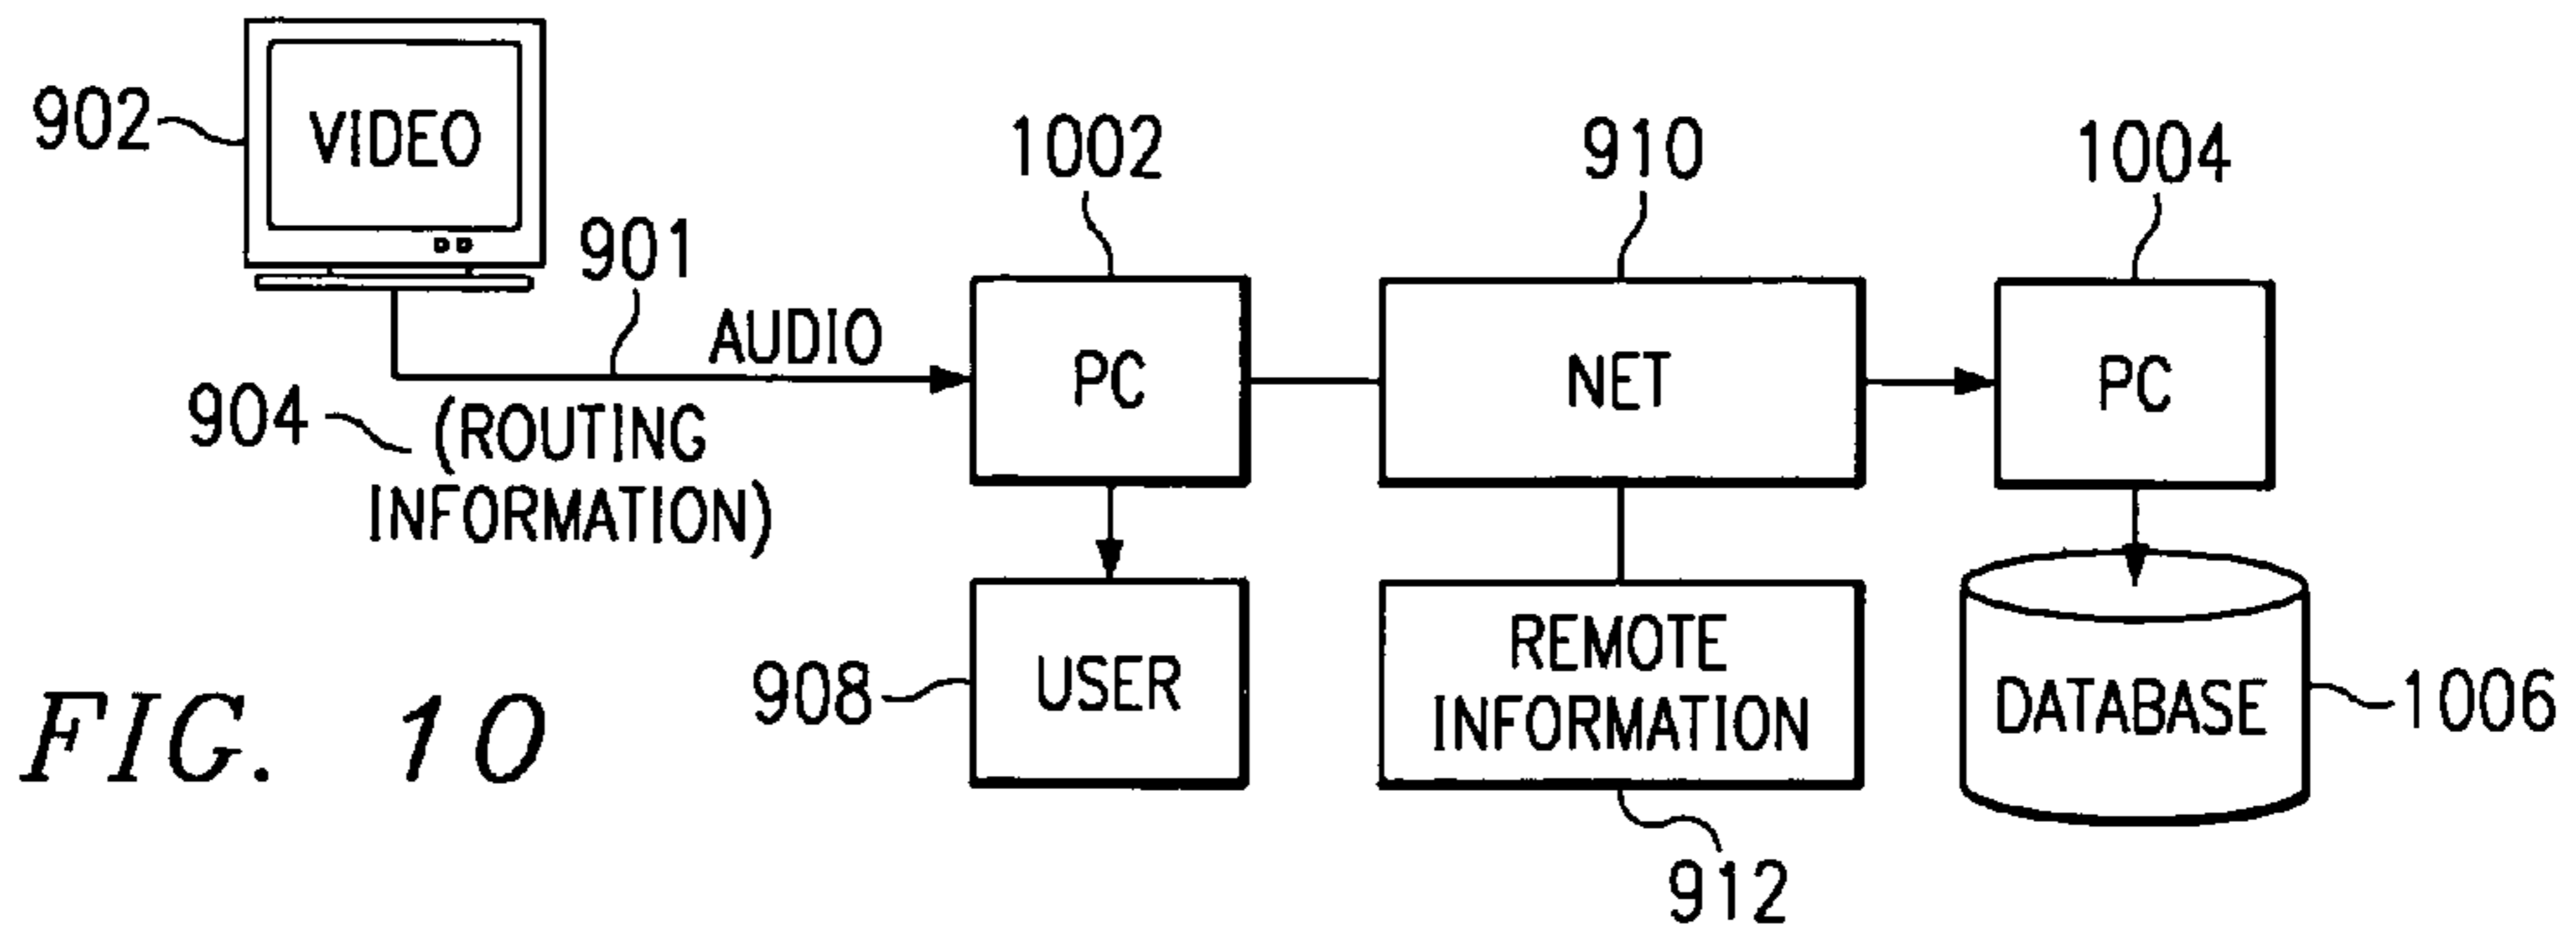 902
VIDEO
901
AUDIO
904
(ROUTING
INFORMATION)
1002
PC
910
NET
1004
PC
908
USER
REMOTE
INFORMATION
912
DATABASE
1006
FIG. 10